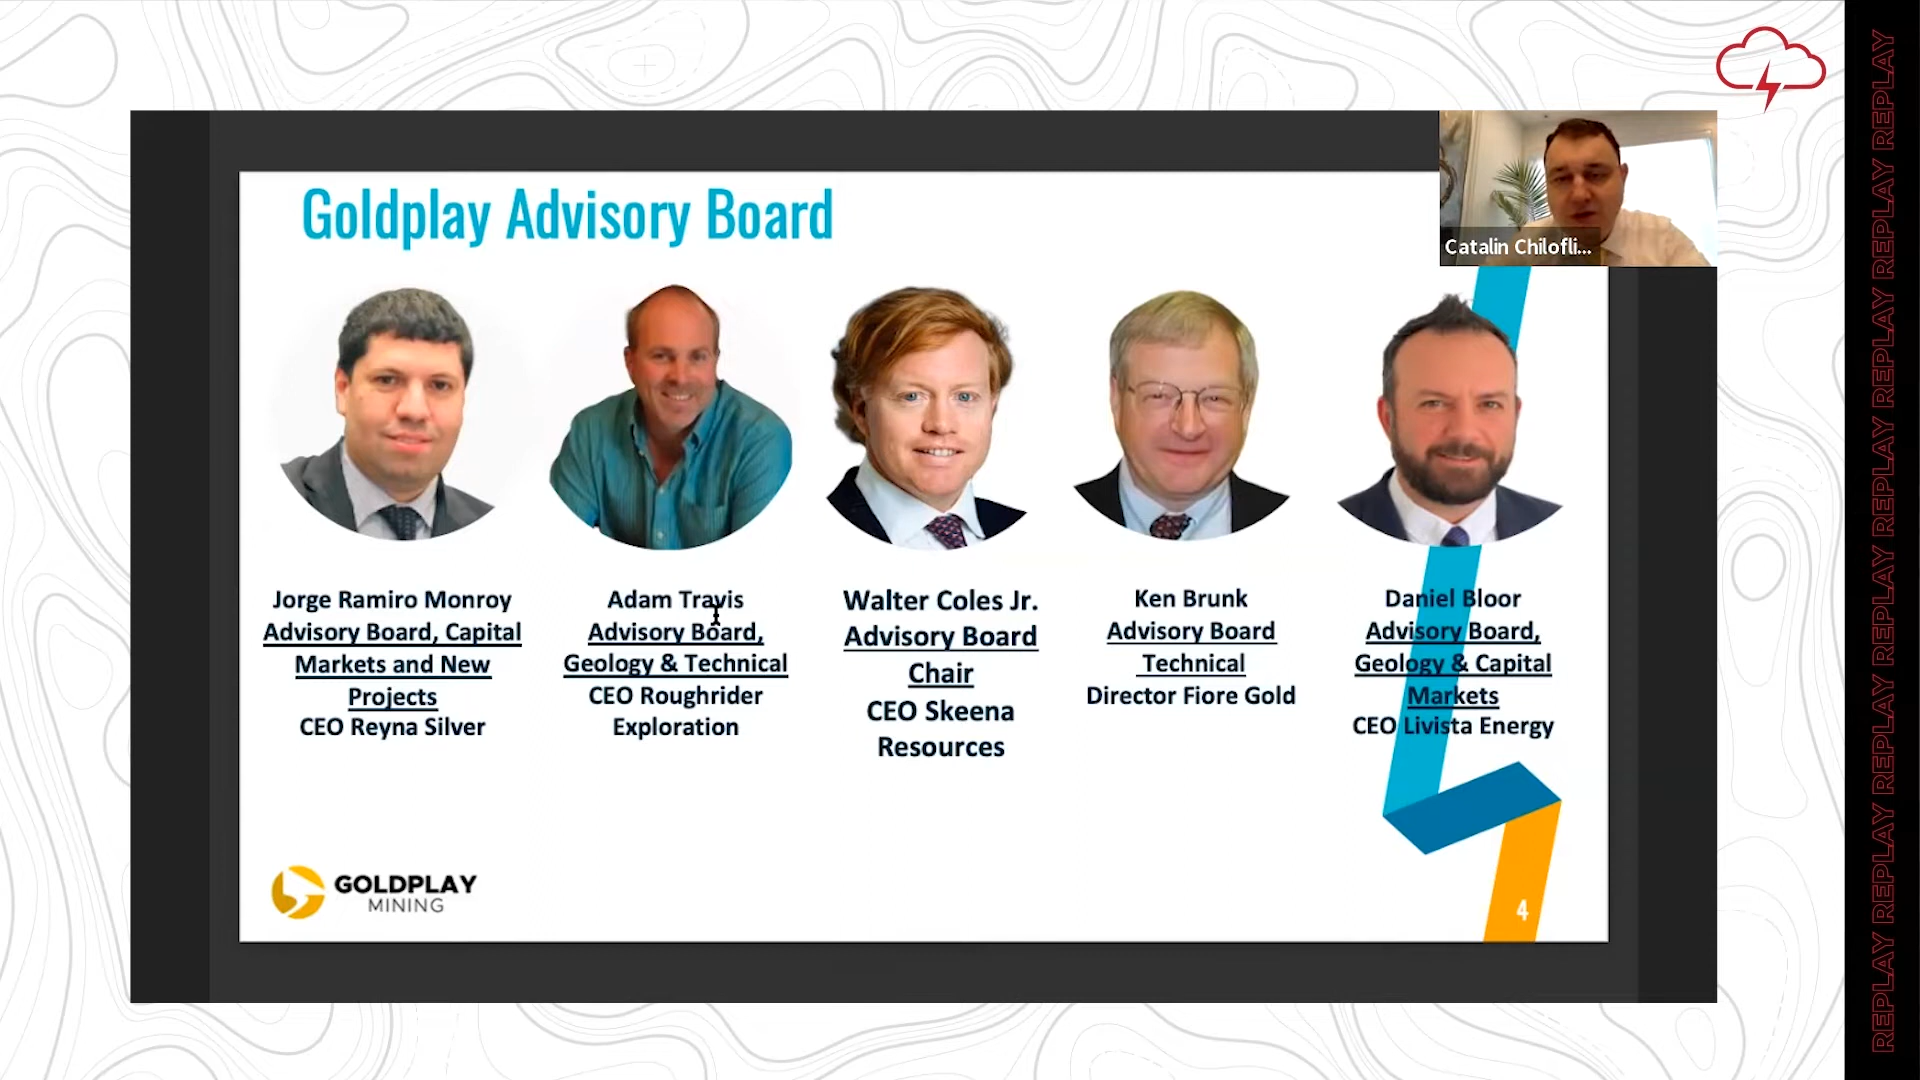 Goldplay Advisory Board
Catalin Chilofli...
Jorge Ramiro Monroy
Advisory Board, Capital
Markets and New
Projects
CEO Reyna Silver
Adam Travis
Advisory Board,
Geology & Technical
CEO Roughrider
Exploration
Walter Coles Jr.
Advisory Board
Chair
CEO Skeena
Resources
Ken Brunk
Advisory Board
Technical
Director Fiore Gold
Daniel Bloor
Advisory Board,
Geology & Capital
Markets
CEO Livista Energy
GOLDPLAY
MINING
4
REPLAY REPLAY REPLAY REPLAY REPLAY REPLAY REPLAY REPLAY REPLAY REPLAY REPLAY